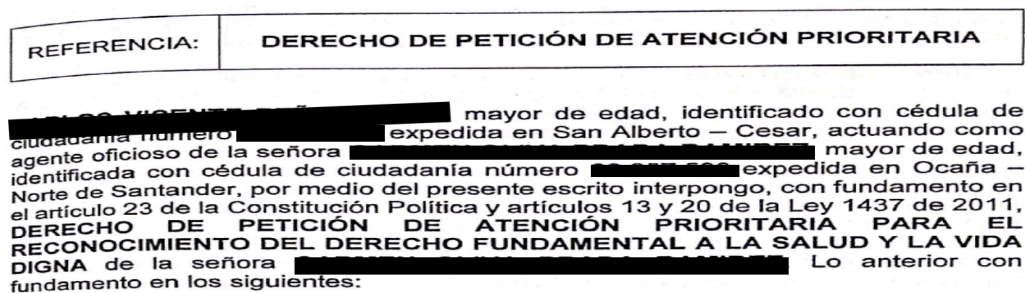 REFERENCIA: DERECHO DE PETICIÓN DE ATENCIÓN PRIORITARIA
mayor de edad, identificado con cédula de
ciudadanía número expedida en San Alberto – Cesar, actuando como
agente oficioso de la señora mayor de edad,
identificada con cédula de ciudadanía número expedida en Ocaña –
Norte de Santander, por medio del presente escrito interpongo, con fundamento en
el artículo 23 de la Constitución Política y artículos 13 y 20 de la Ley 1437 de 2011,
DERECHO DE PETICIÓN DE ATENCIÓN PRIORITARIA PARA EL
RECONOCIMIENTO DEL DERECHO FUNDAMENTAL A LA SALUD Y LA VIDA
DIGNA de la señora Lo anterior con
fundamento en los siguientes: